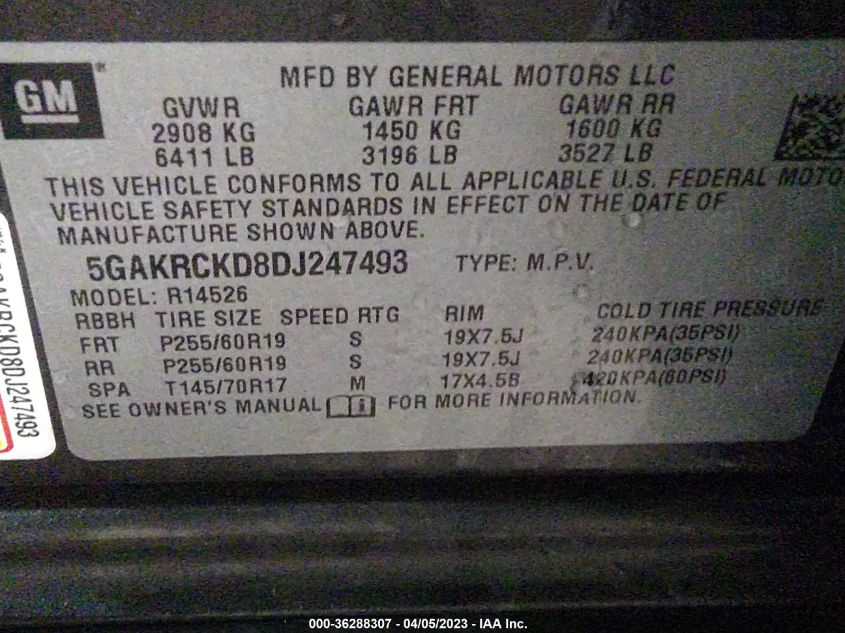 GM
MFD BY GENERAL MOTORS LLC
GVWR GAWR FRT GAWR RR
2908 KG 1450 KG 1600 KG
6411 LB 3196 LB 3527 LB
THIS VEHICLE CONFORMS TO ALL APPLICABLE U.S. FEDERAL MOTO
VEHICLE SAFETY STANDARDS IN EFFECT ON THE DATE OF
MANUFACTURE SHOWN ABOVE.
5GAKRCKD8DJ247493 TYPE: M.P.V.
MODEL: R14526
RBBH TIRE SIZE SPEED RTG RIM COLD TIRE PRESSURE
FRT P255/60R19 S 19X7.5J 240KPA(35PSI)
RR P255/60R19 S 19X7.5J 240KPA(35PSI)
SPA T145/70R17 M 17X4.5B 420KPA(60PSI)
SEE OWNER'S MANUAL FOR MORE INFORMATION.
AKRCKD8DJ247493
000-36288307 - 04/05/2023 - IAA Inc.